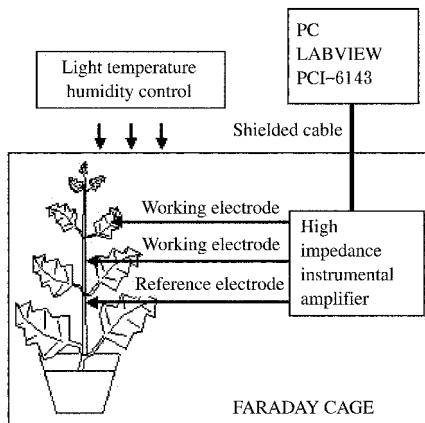 PC
LABVIEW
PCI-6143
Light temperature
humidity control
Shielded cable
Working electrode
Working electrode
Reference electrode
High
impedance
instrumental
amplifier
FARADAY CAGE